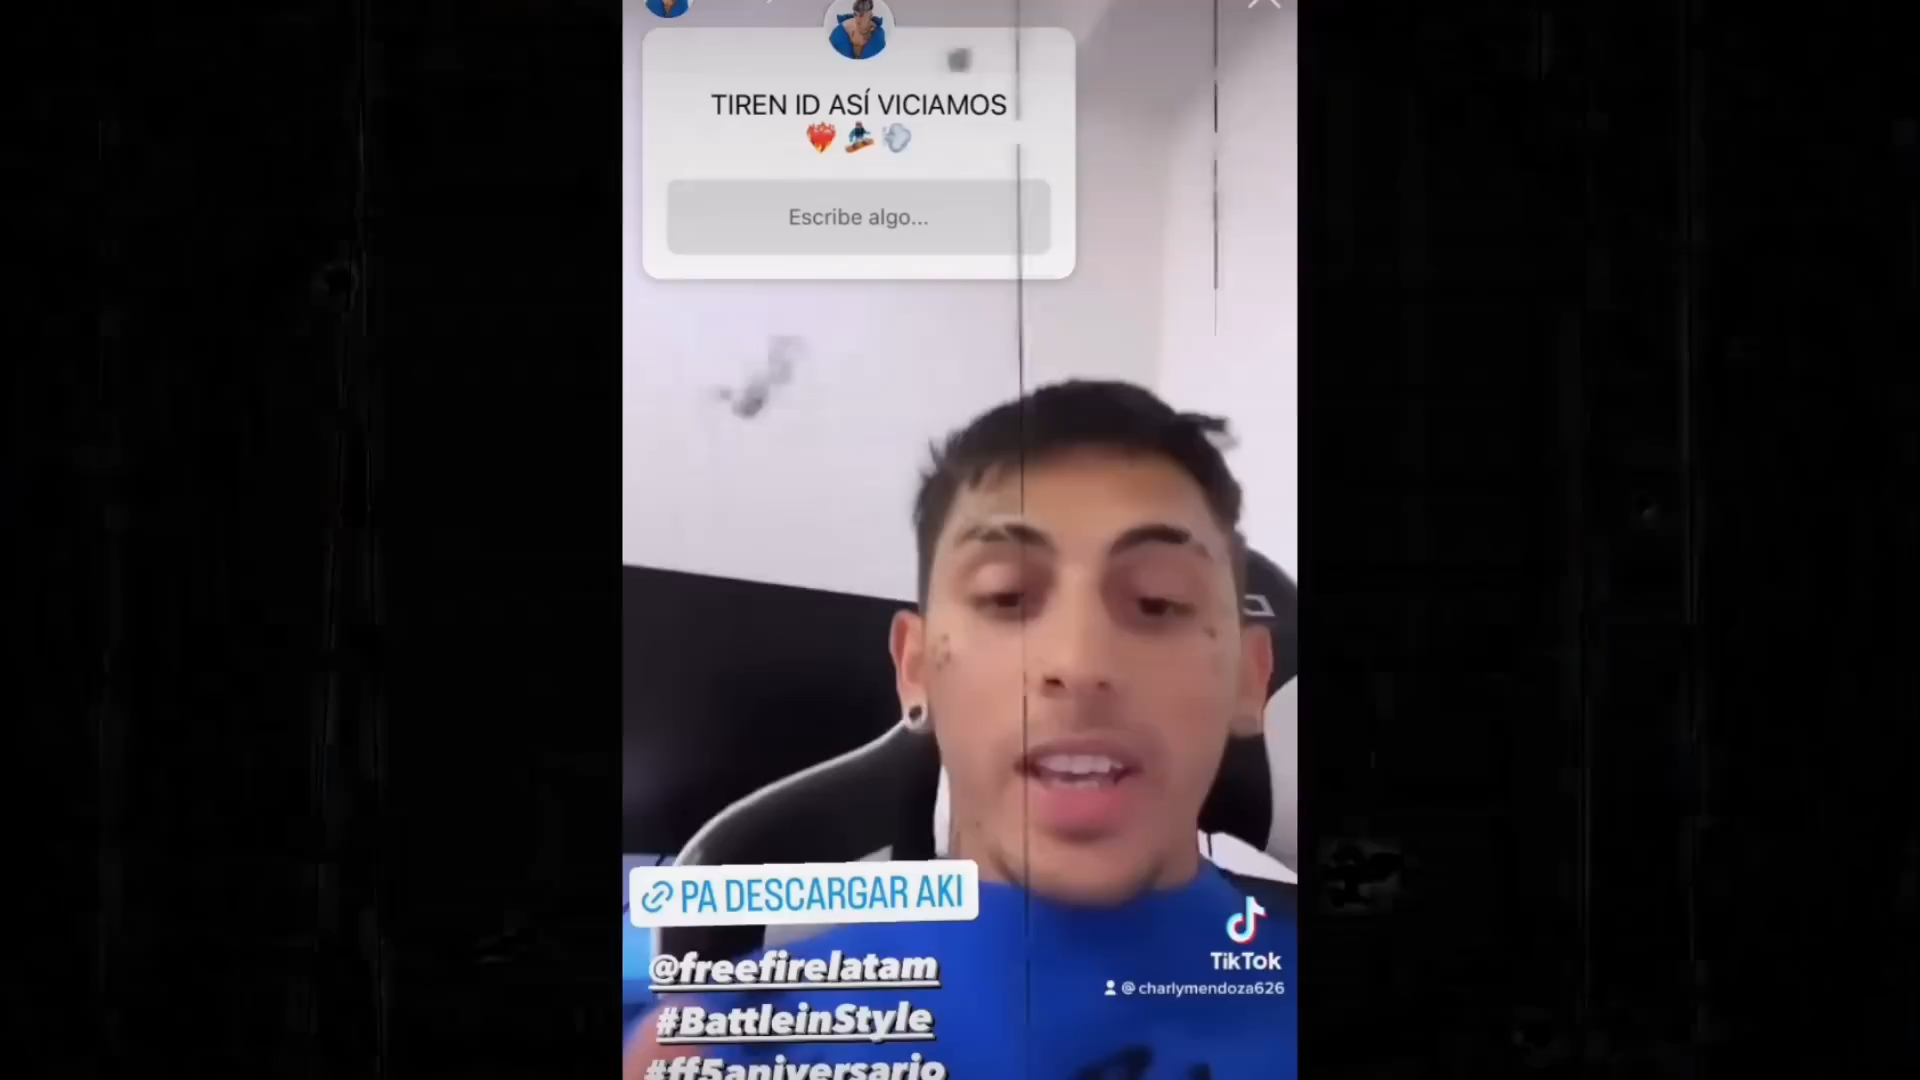 TIREN ID ASÍ VICIAMOS
❤️‍🔥🏂💨
Escribe algo...
PA DESCARGAR AKI
@freefirelatam
#BattleinStyle
#ff5aniversario
TikTok
@charlymendoza626